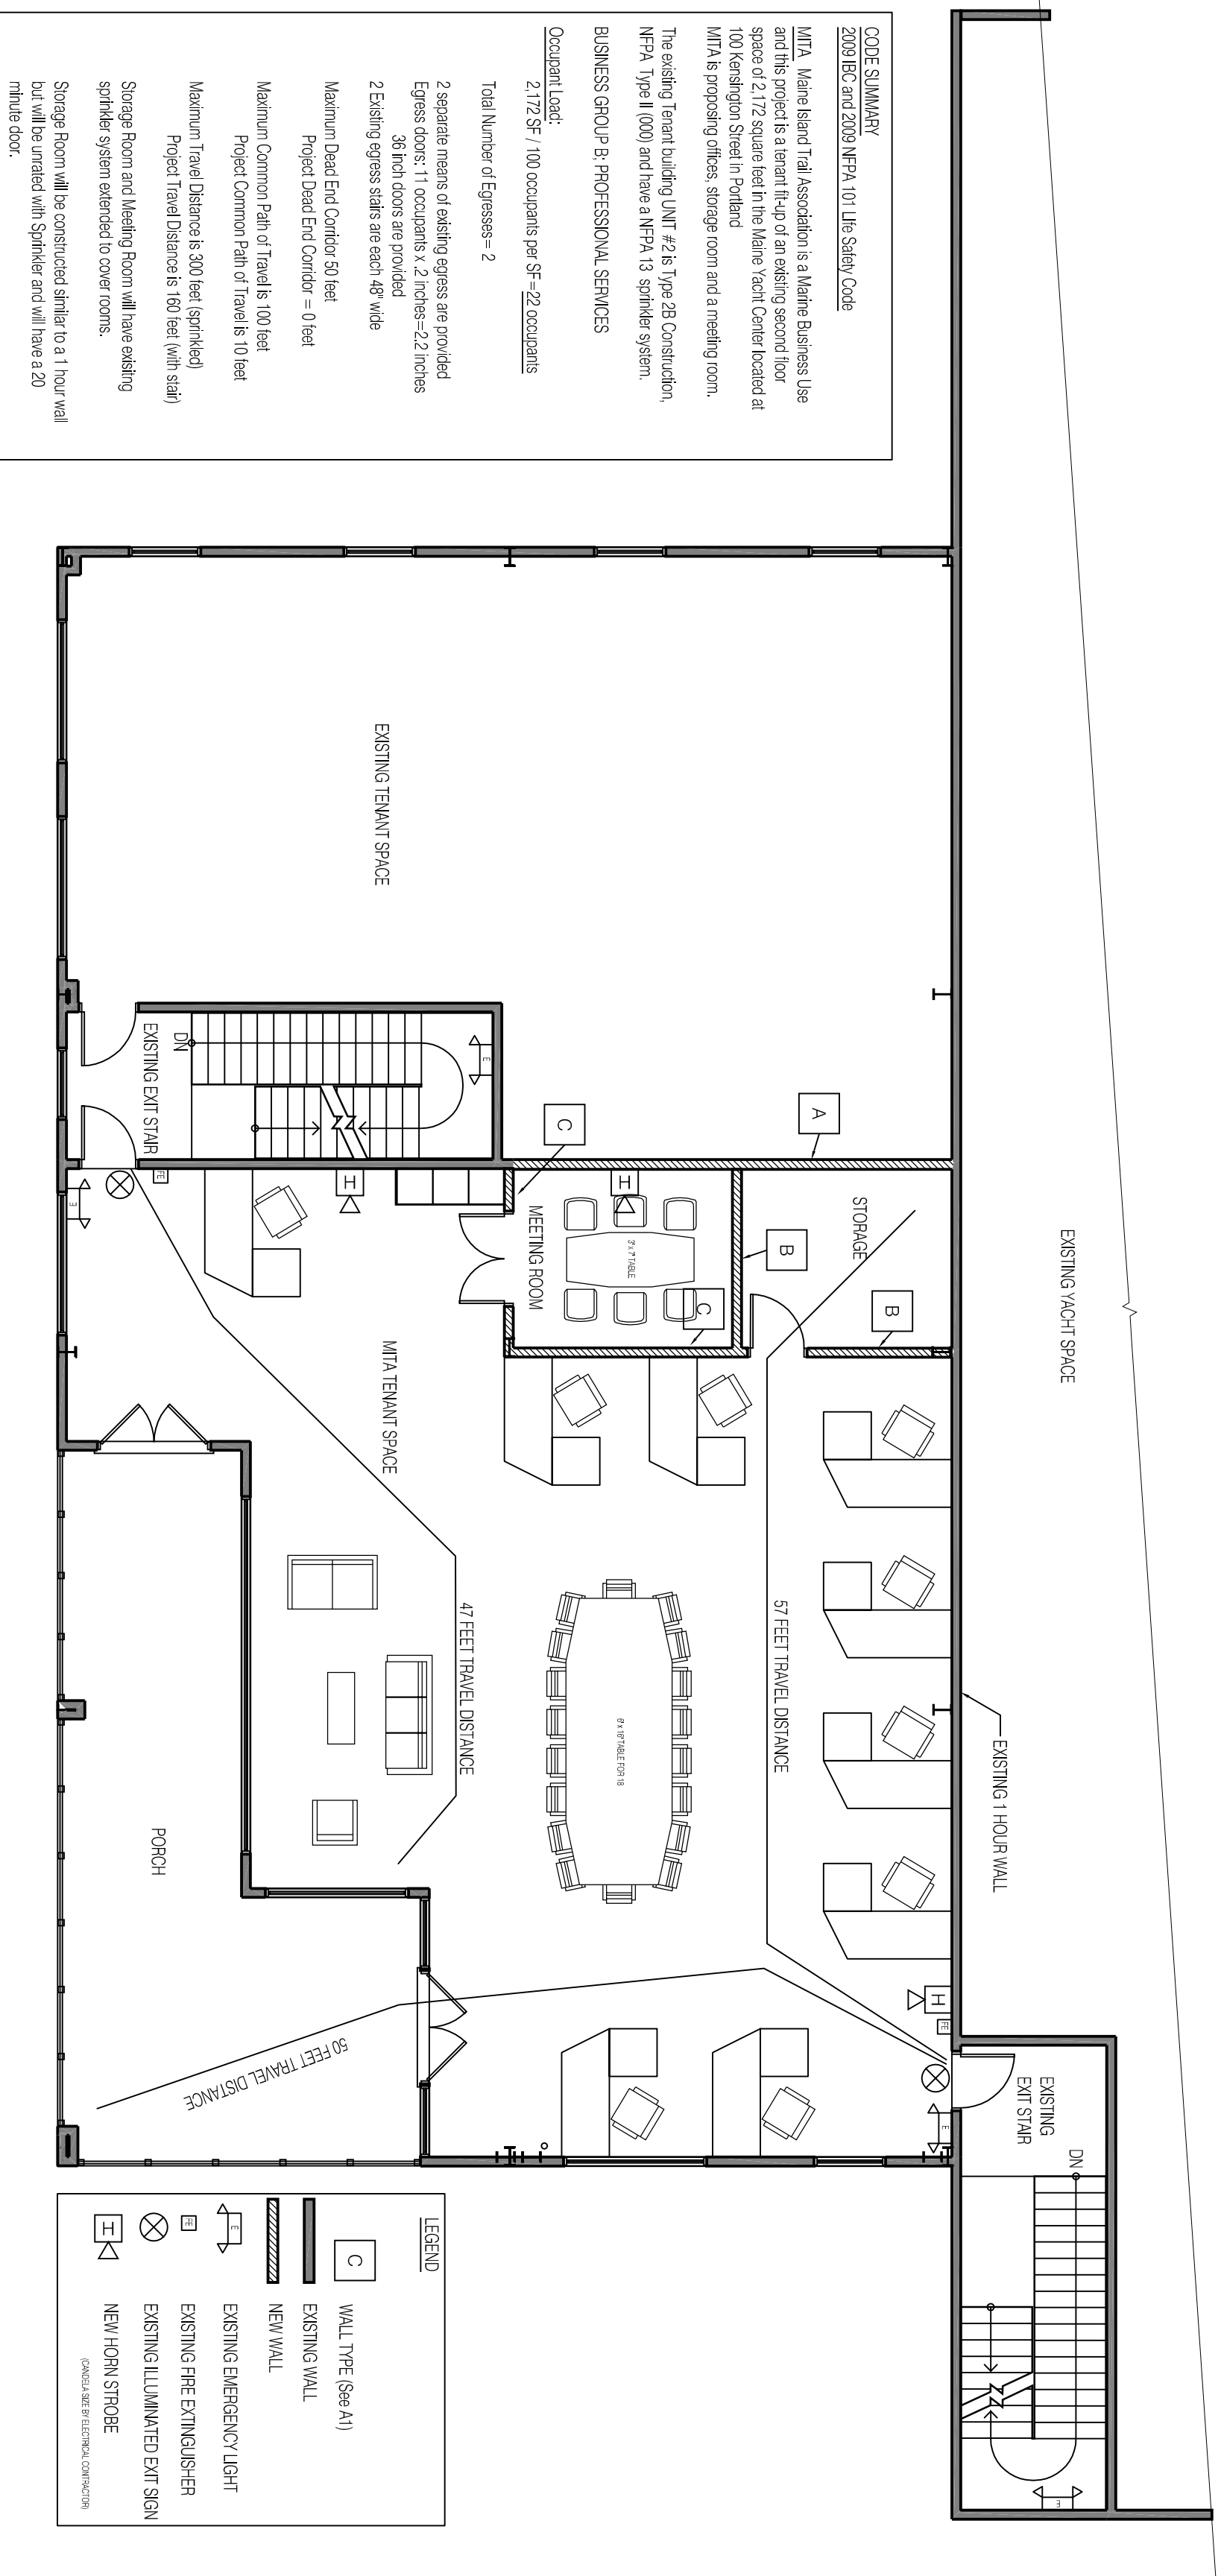 CODE SUMMARY
2009 IBC and 2009 NFPA 101 Life Safety Code
MITA Maine Island Trail Association is a Marine Business Use
and this project is a tenant fit-up of an existing second floor
space of 2,172 square feet in the Maine Yacht Center located at
100 Kensington Street in Portland
MITA is proposing offices, storage room and a meeting room.
The existing Tenant building UNIT #2 is Type 2B Construction,
NFPA Type II (000) and have a NFPA 13 sprinkler system.
BUSINESS GROUP B; PROFESSIONAL SERVICES
Occupant Load:
2,172 SF / 100 occupants per SF=22 occupants
Total Number of Egresses= 2
2 separate means of existing egress are provided
Egress doors: 11 occupants x .2 inches=2.2 inches
36 inch doors are provided
2 Existing egress stairs are each 48" wide
Maximum Dead End Corridor 50 feet
Project Dead End Corridor = 0 feet
Maximum Common Path of Travel is 100 feet
Project Common Path of Travel is 10 feet
Maximum Travel Distance is 300 feet (sprinkled)
Project Travel Distance is 160 feet (with stair)
Storage Room and Meeting Room will have exisitng
sprinkler system extended to cover rooms.
Storage Room will be constructed similar to a 1 hour wall
but will be unrated with Sprinkler and will have a 20
minute door.
EXISTING YACHT SPACE
EXISTING 1 HOUR WALL
EXISTING
EXIT STAIR
DN
E
EXISTING TENANT SPACE
A
STORAGE
B
B
C
C
H
MEETING ROOM
3' x 7' TABLE
E
DN
EXISTING EXIT STAIR
FE
H
E
MITA TENANT SPACE
57 FEET TRAVEL DISTANCE
6' x 16' TABLE FOR 18
47 FEET TRAVEL DISTANCE
H
FE
E
50 FEET TRAVEL DISTANCE
PORCH
LEGEND
C WALL TYPE (See A1)
EXISTING WALL
NEW WALL
E EXISTING EMERGENCY LIGHT
FE EXISTING FIRE EXTINGUISHER
EXISTING ILLUMINATED EXIT SIGN
H NEW HORN STROBE
(CANDELA SIZE BY ELECTRICAL CONTRACTOR)